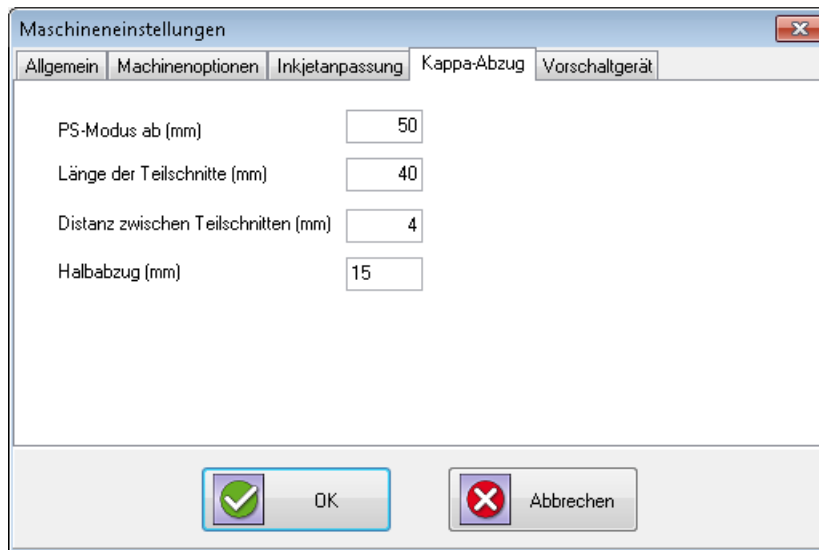 Maschineneinstellungen
Allgemein Machinenoptionen Inkjetanpassung Kappa-Abzug Vorschaltgerät
PS-Modus ab (mm) 50
Länge der Teilschnitte (mm) 40
Distanz zwischen Teilschnitten (mm) 4
Halbabzug (mm) 15
OK Abbrechen